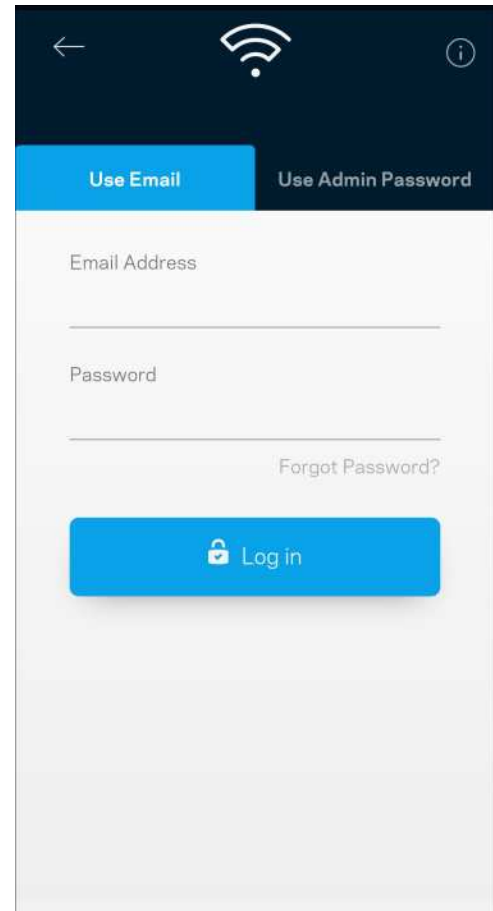 Use Email
Use Admin Password
Email Address
Password
Forgot Password?
Log in